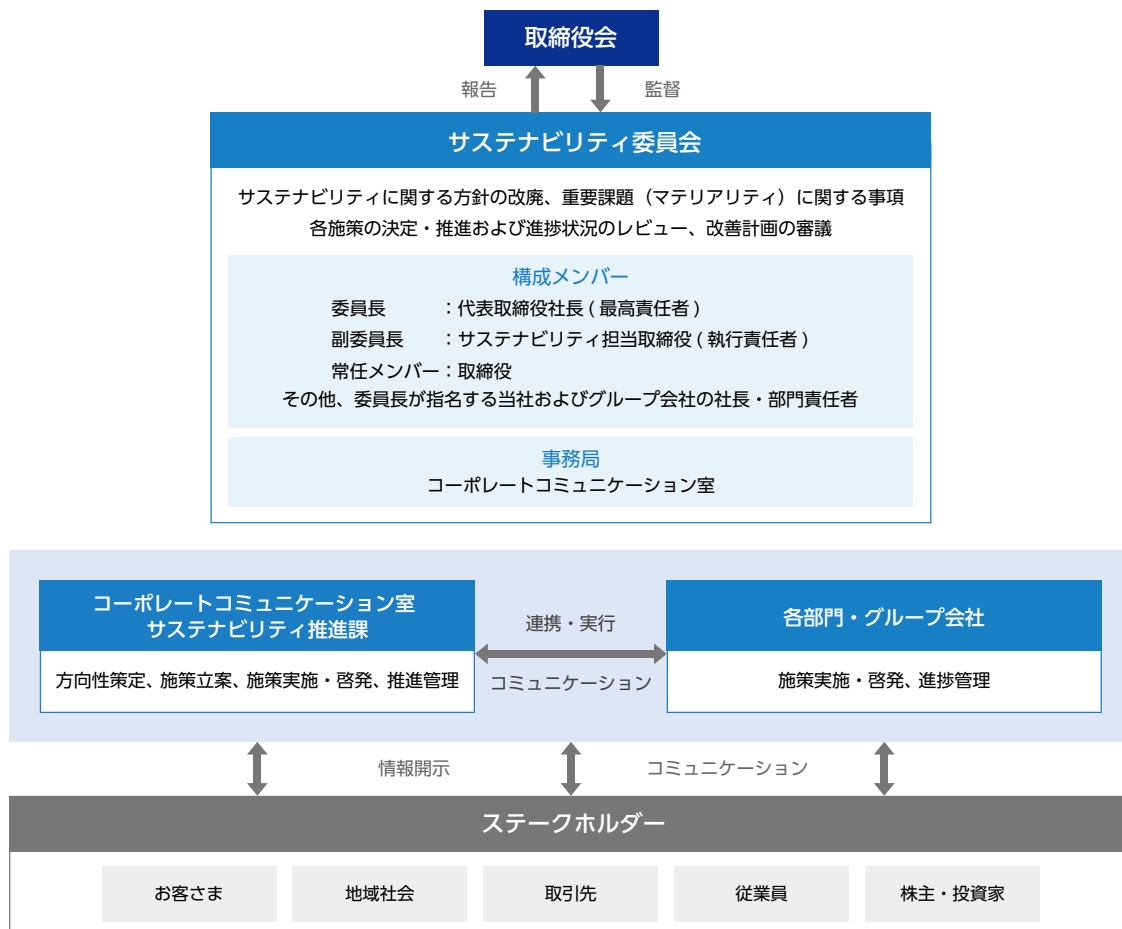 取締役会
報告
監督
サステナビリティ委員会
サステナビリティに関する方針の改廃、重要課題（マテリアリティ）に関する事項
各施策の決定・推進および進捗状況のレビュー、改善計画の審議
構成メンバー
委員長　　　：代表取締役社長 ( 最高責任者 )
副委員長　　：サステナビリティ担当取締役 ( 執行責任者 )
常任メンバー：取締役
その他、委員長が指名する当社およびグループ会社の社長・部門責任者
事務局
コーポレートコミュニケーション室
コーポレートコミュニケーション室
サステナビリティ推進課
方向性策定、施策立案、施策実施・啓発、推進管理
連携・実行
コミュニケーション
各部門・グループ会社
施策実施・啓発、進捗管理
情報開示
コミュニケーション
ステークホルダー
お客さま
地域社会
取引先
従業員
株主・投資家